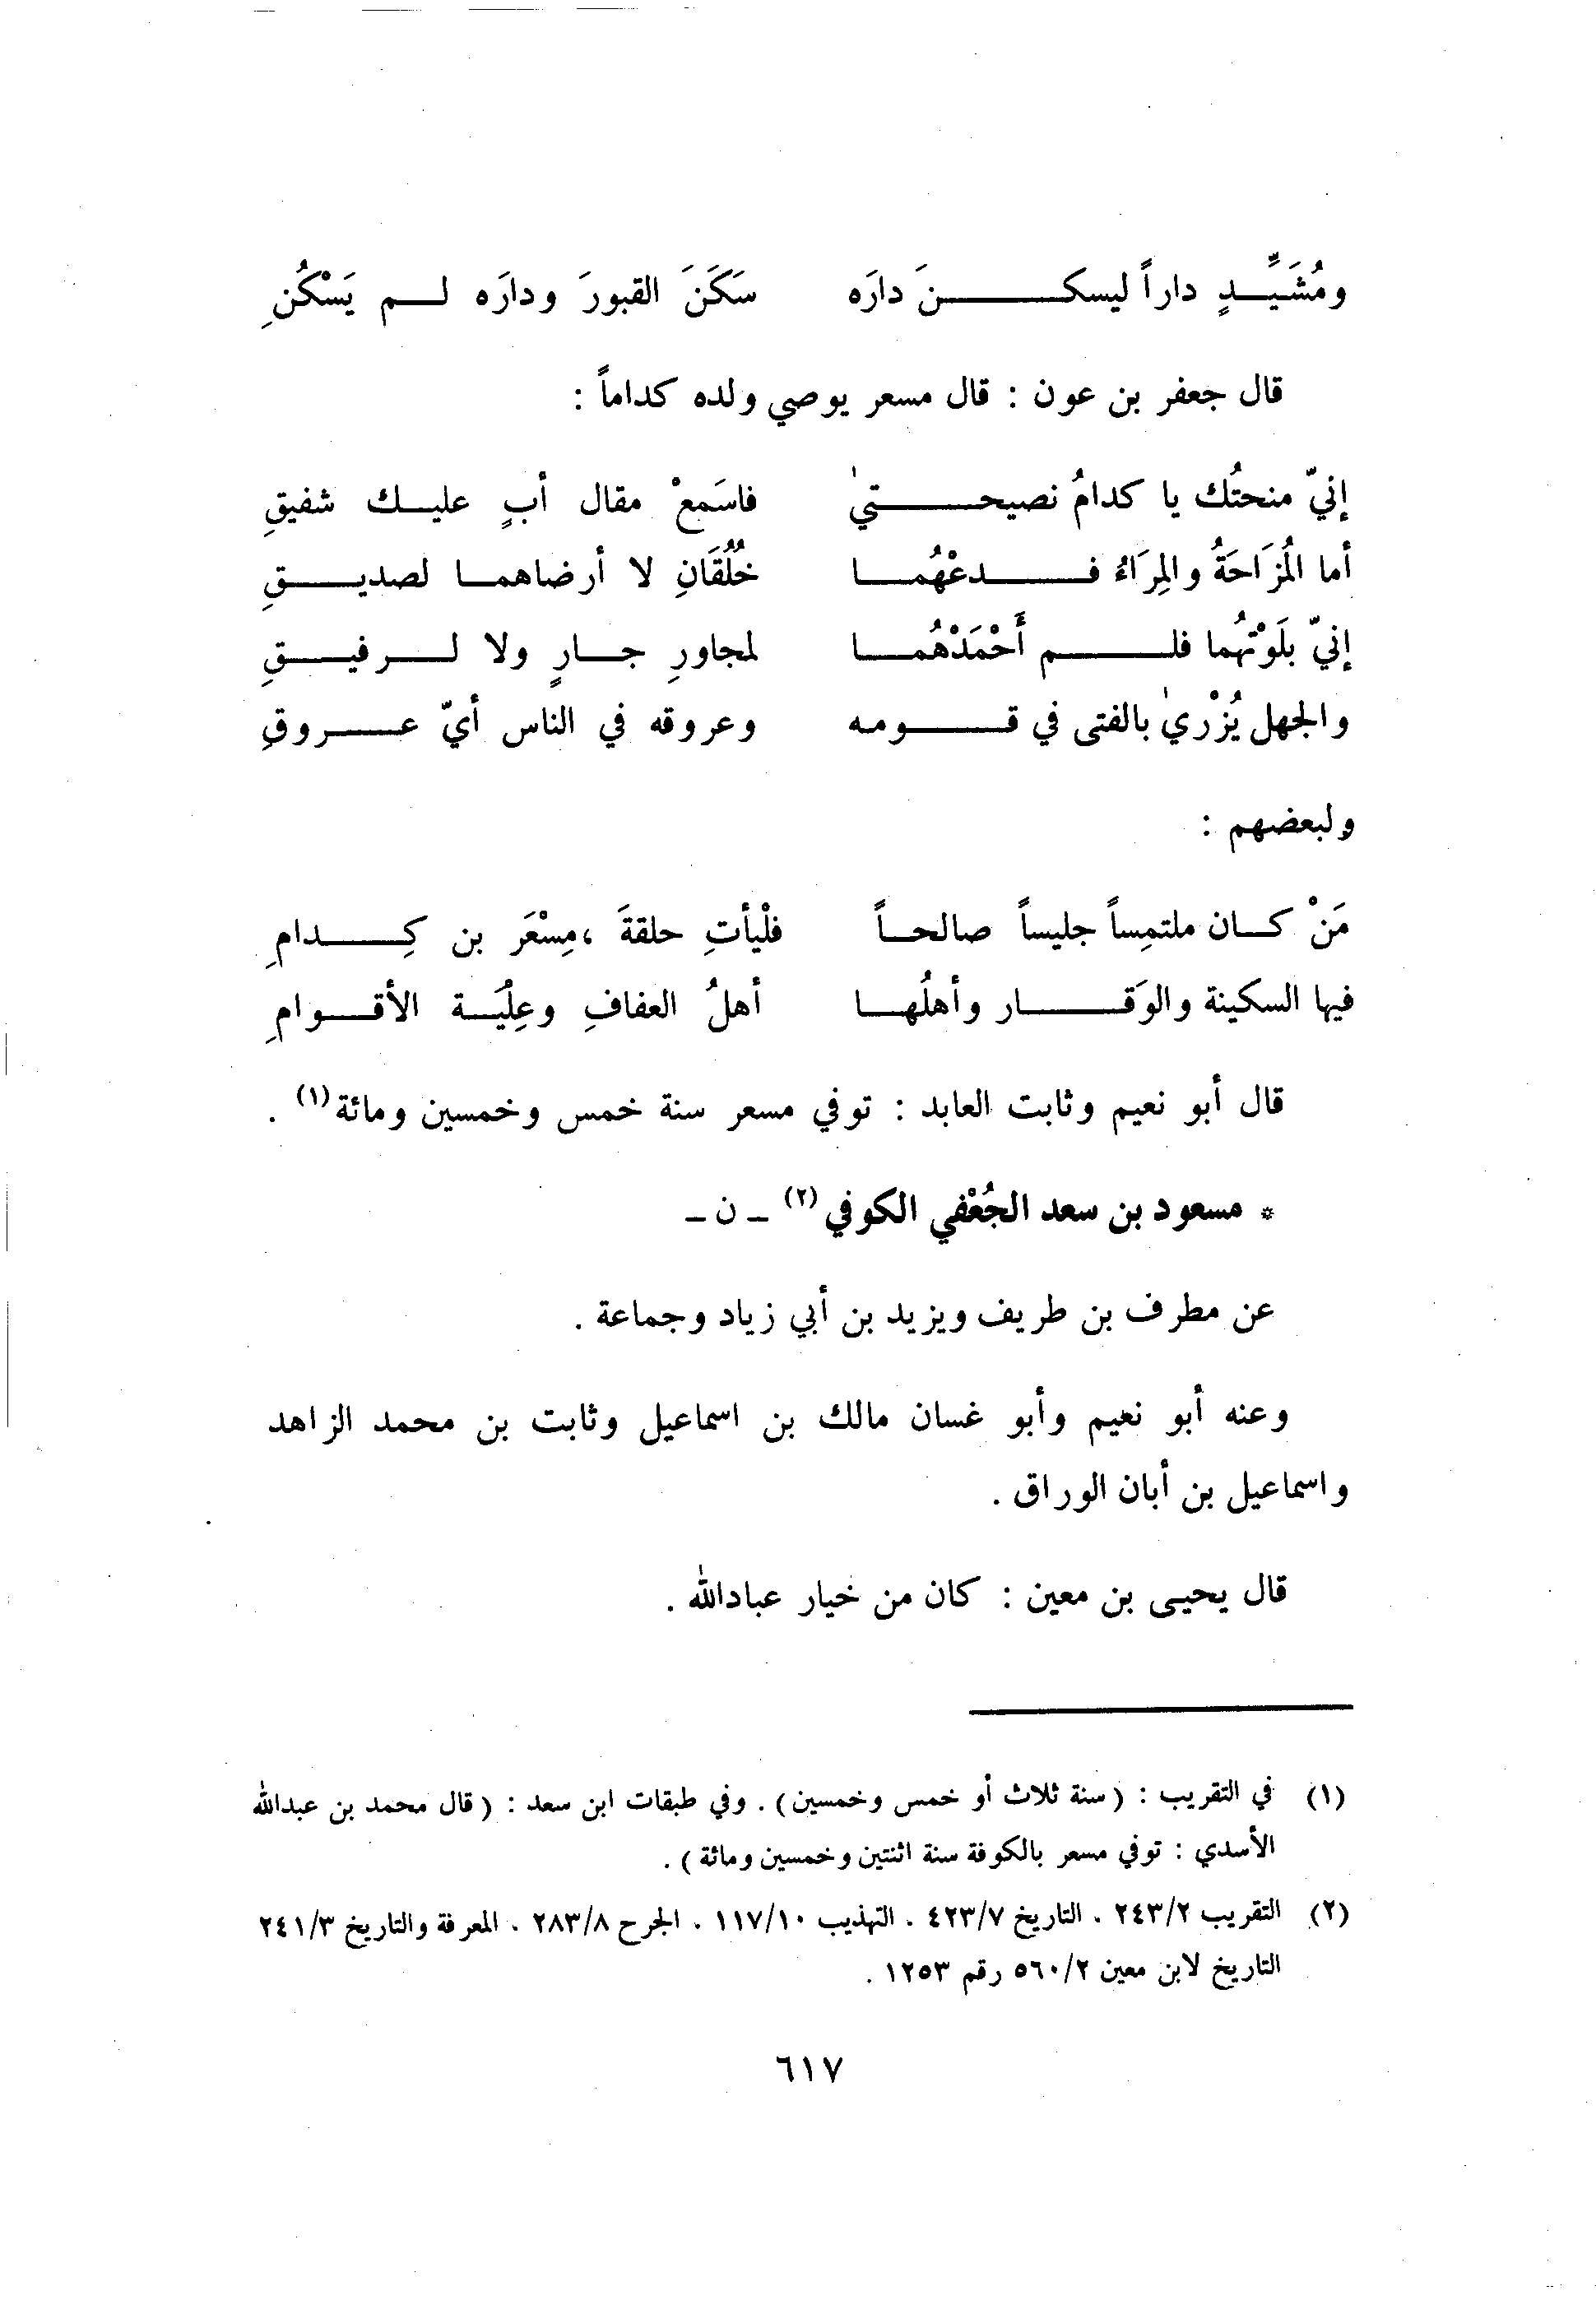 ومُشَيِّدٍ داراً ليسكنَ دارَه سَكَنَ القبورَ ودارَه لم يَسْكُنِ
قال جعفر بن عون : قال مسعر يوصي ولده كداماً :
إنيّ منحتُك يا كدامُ نصيحتي فاسَمعْ مقال أبٍ عليك شفيقِ
أما المُزَاحَةُ والمِرَاءُ فدعْهُما خُلُقَانِ لا أرضاهما لصديقِ
إنيّ بلَوْتهُما فلم أَحْمَدْهُما لمجاورِ جارٍ ولا لرفيقِ
والجهل يُزْري بالفتى في قومه وعروقه في الناس أيّ عروقِ
ولبعضهم :
مَنْ كان ملتمِساً جليساً صالحاً فلْيأتِ حلقةَ ،مِسْعَر بن كِدامِ
فيها السكينة والوَقار وأهلُها أهلُ العفافِ وعِلْيَة الأقوامِ
قال أبو نعيم وثابت العابد : توفي مسعر سنة خمس وخمسين ومائة(١) .
* مسعود بن سعد الجُعْفي الكوفي(٢) – ن –
عن مطرف بن طريف ويزيد بن أبي زياد وجماعة .
وعنه أبو نعيم وأبو غسان مالك بن اسماعيل وثابت بن محمد الزاهد
واسماعيل بن أبان الوراق .
قال يحيى بن معين : كان من خيار عبادالله .
(١) في التقريب : (سنة ثلاث أو خمس وخمسين) . وفي طبقات ابن سعد : (قال محمد بن عبدالله
الأسدي : توفي مسعر بالكوفة سنة اثنتين وخمسين ومائة) .
(٢) التقريب ٢/٢٤٣ . التاريخ ٧/٤٢٣ . التهذيب ١٠/١١٧ . الجرح ٨/٢٨٣ . المعرفة والتاريخ ٣/٢٤١
التاريخ لابن معين ٢/٥٦٠ رقم ١٢٥٣ .
٦١٧